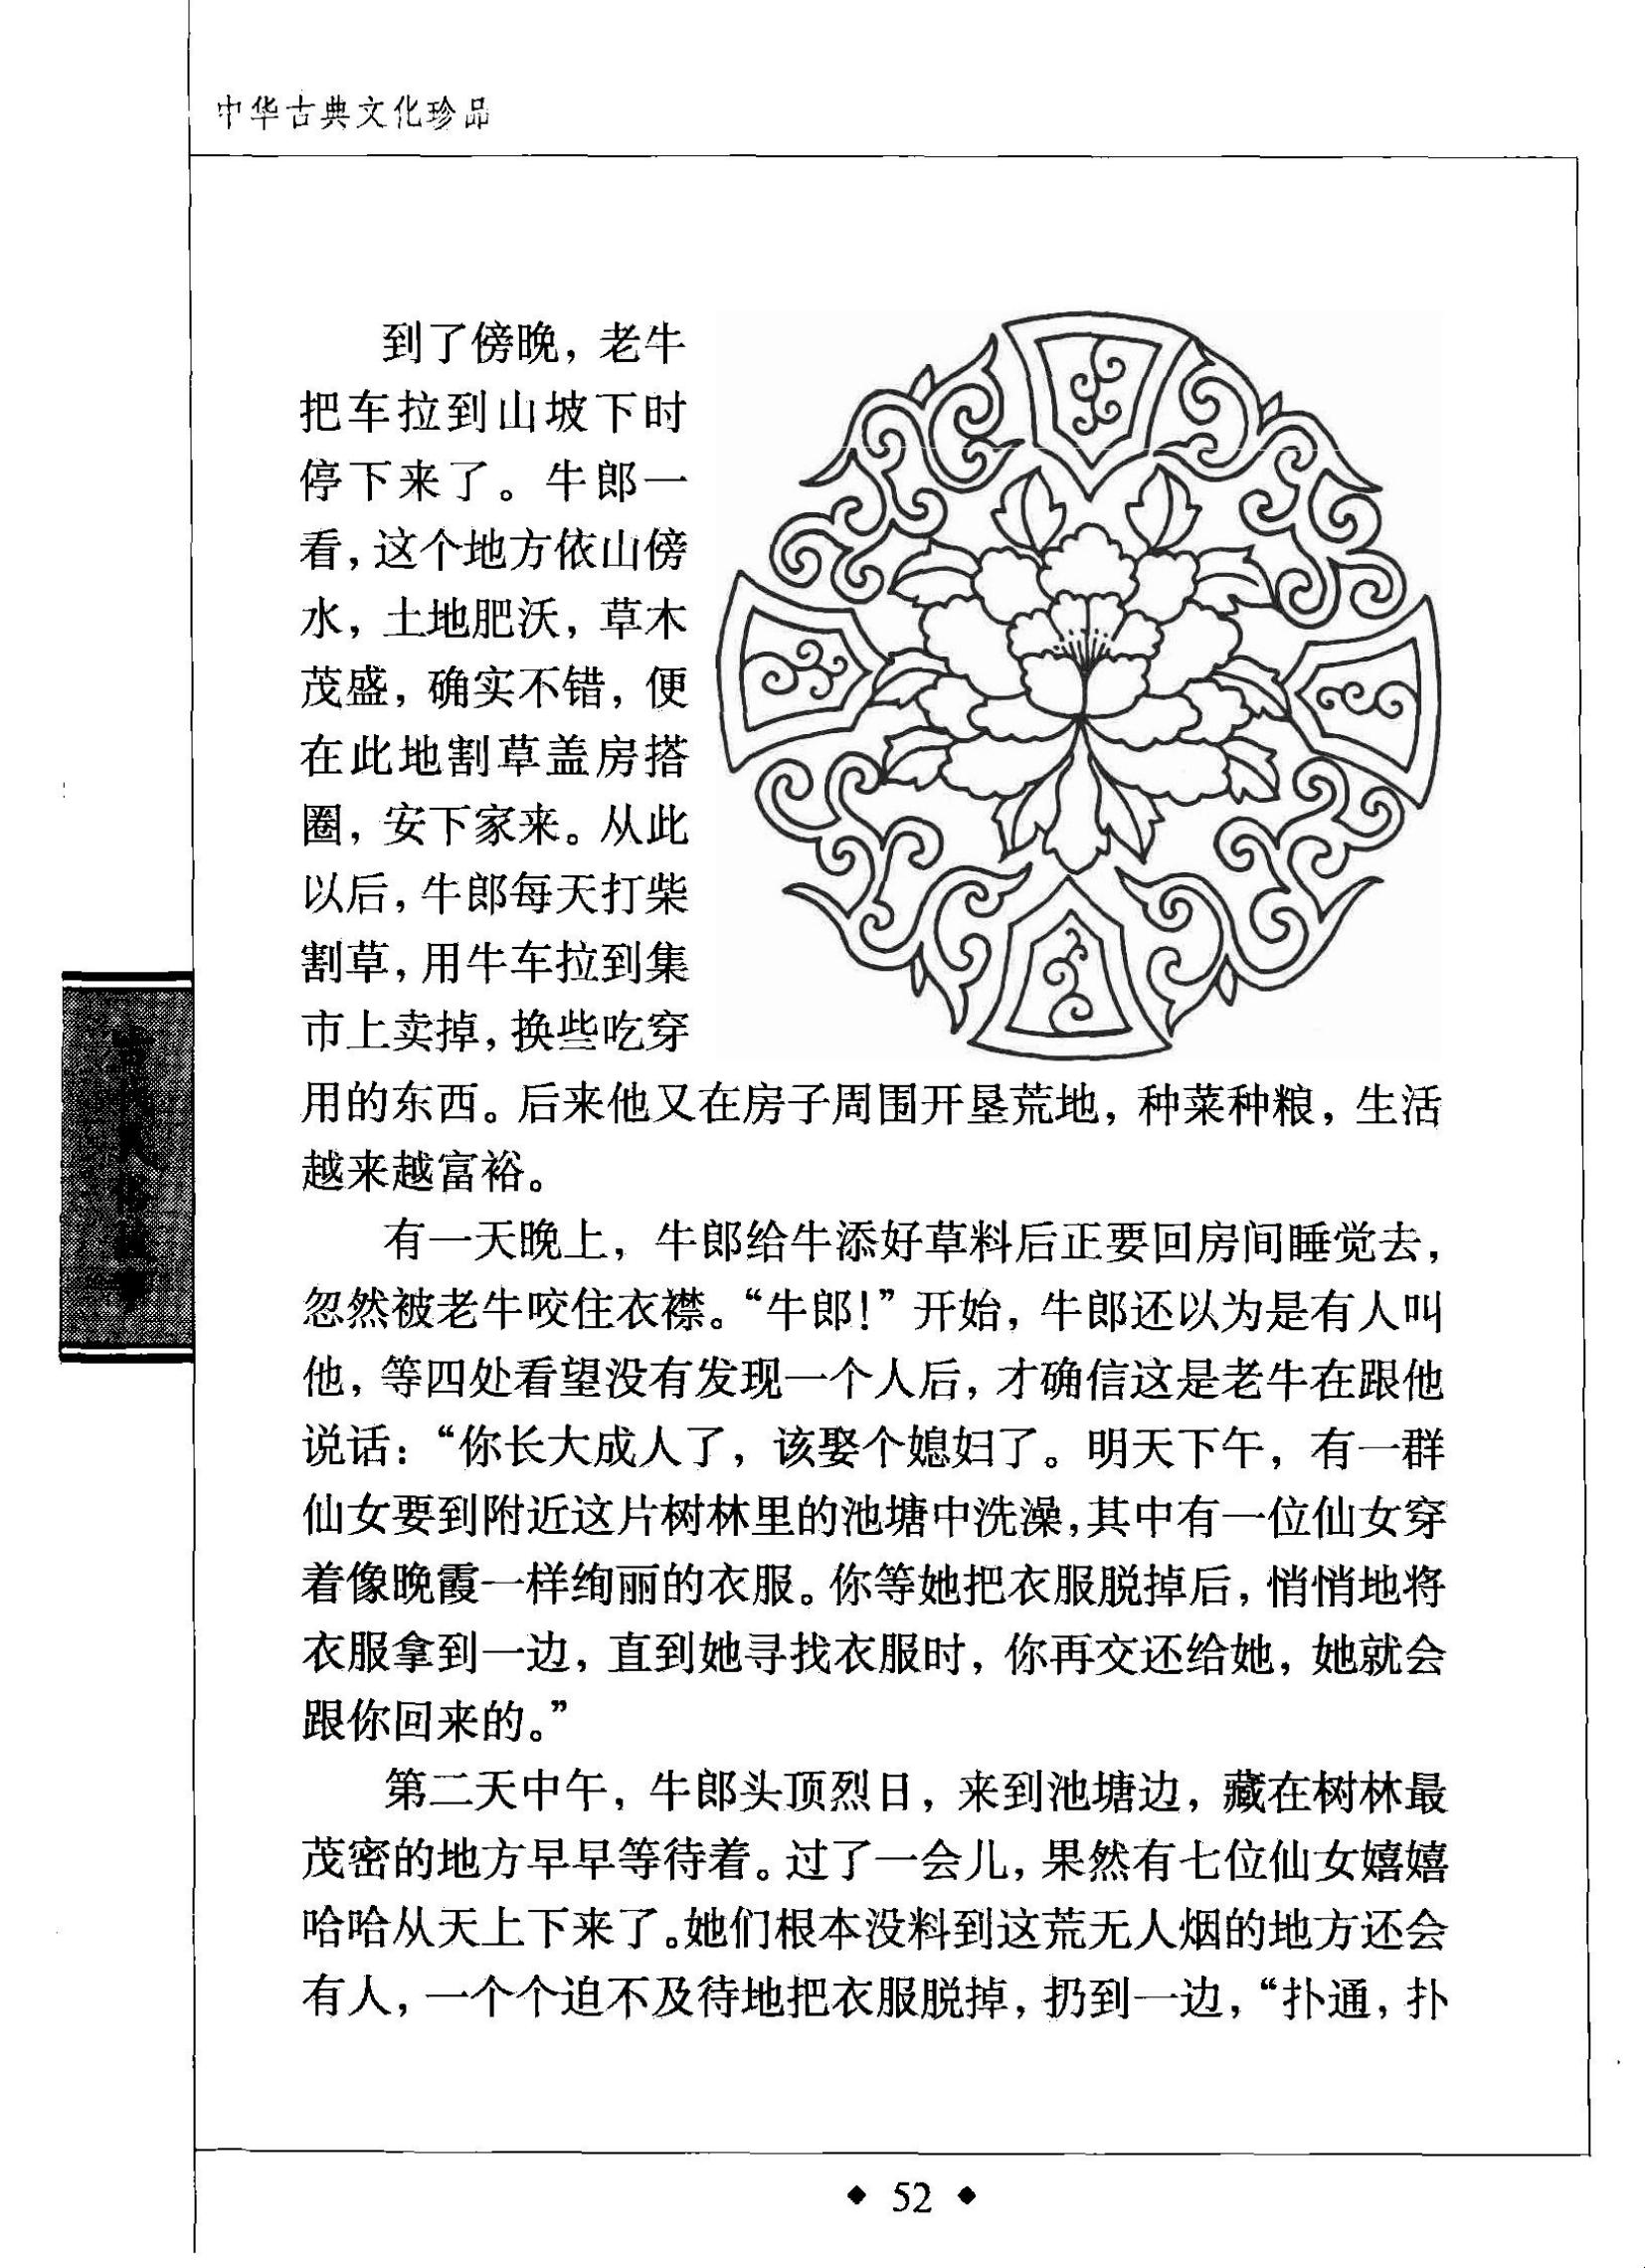 中华古典文化珍品
到了傍晚，老牛
把车拉到山坡下时
停下来了。牛郎一
看，这个地方依山傍
水，土地肥沃，草木
茂盛，确实不错，便
在此地割草盖房搭
圈，安下家来。从此
以后，牛郎每天打柴
割草，用牛车拉到集
市上卖掉，换些吃穿
用的东西。后来他又在房子周围开垦荒地，种菜种粮，生活
越来越富裕。
有一天晚上，牛郎给牛添好草料后正要回房间睡觉去，
忽然被老牛咬住衣襟。“牛郎！”开始，牛郎还以为是有人叫
他，等四处看望没有发现一个人后，才确信这是老牛在跟他
说话：“你长大成人了，该娶个媳妇了。明天下午，有一群
仙女要到附近这片树林里的池塘中洗澡，其中有一位仙女穿
着像晚霞一样绚丽的衣服。你等她把衣服脱掉后，悄悄地将
衣服拿到一边，直到她寻找衣服时，你再交还给她，她就会
跟你回来的。”
第二天中午，牛郎头顶烈日，来到池塘边，藏在树林最
茂密的地方早早等待着。过了一会儿，果然有七位仙女嬉嬉
哈哈从天上下来了。她们根本没料到这荒无人烟的地方还会
有人，一个个迫不及待地把衣服脱掉，扔到一边，“扑通，扑
古代民俗故事
◆ 52 ◆